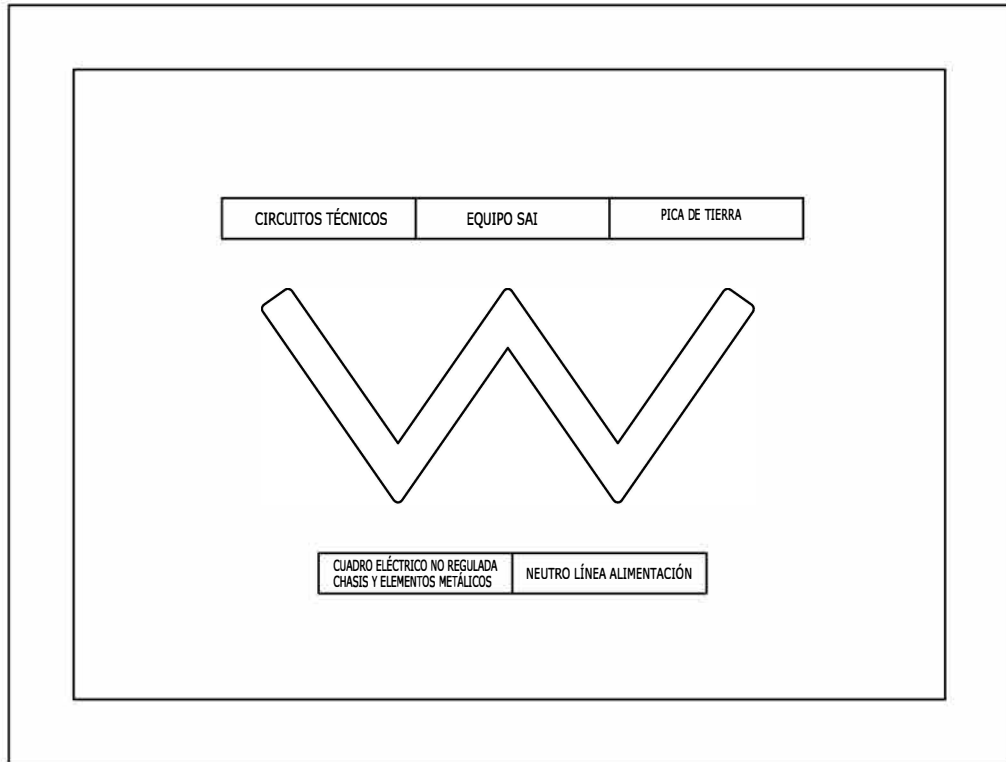 CIRCUITOS TÉCNICOS
EQUIPO SAI
PICA DE TIERRA
CUADRO ELÉCTRICO NO REGULADA
CHASIS Y ELEMENTOS METÁLICOS
NEUTRO LÍNEA ALIMENTACIÓN